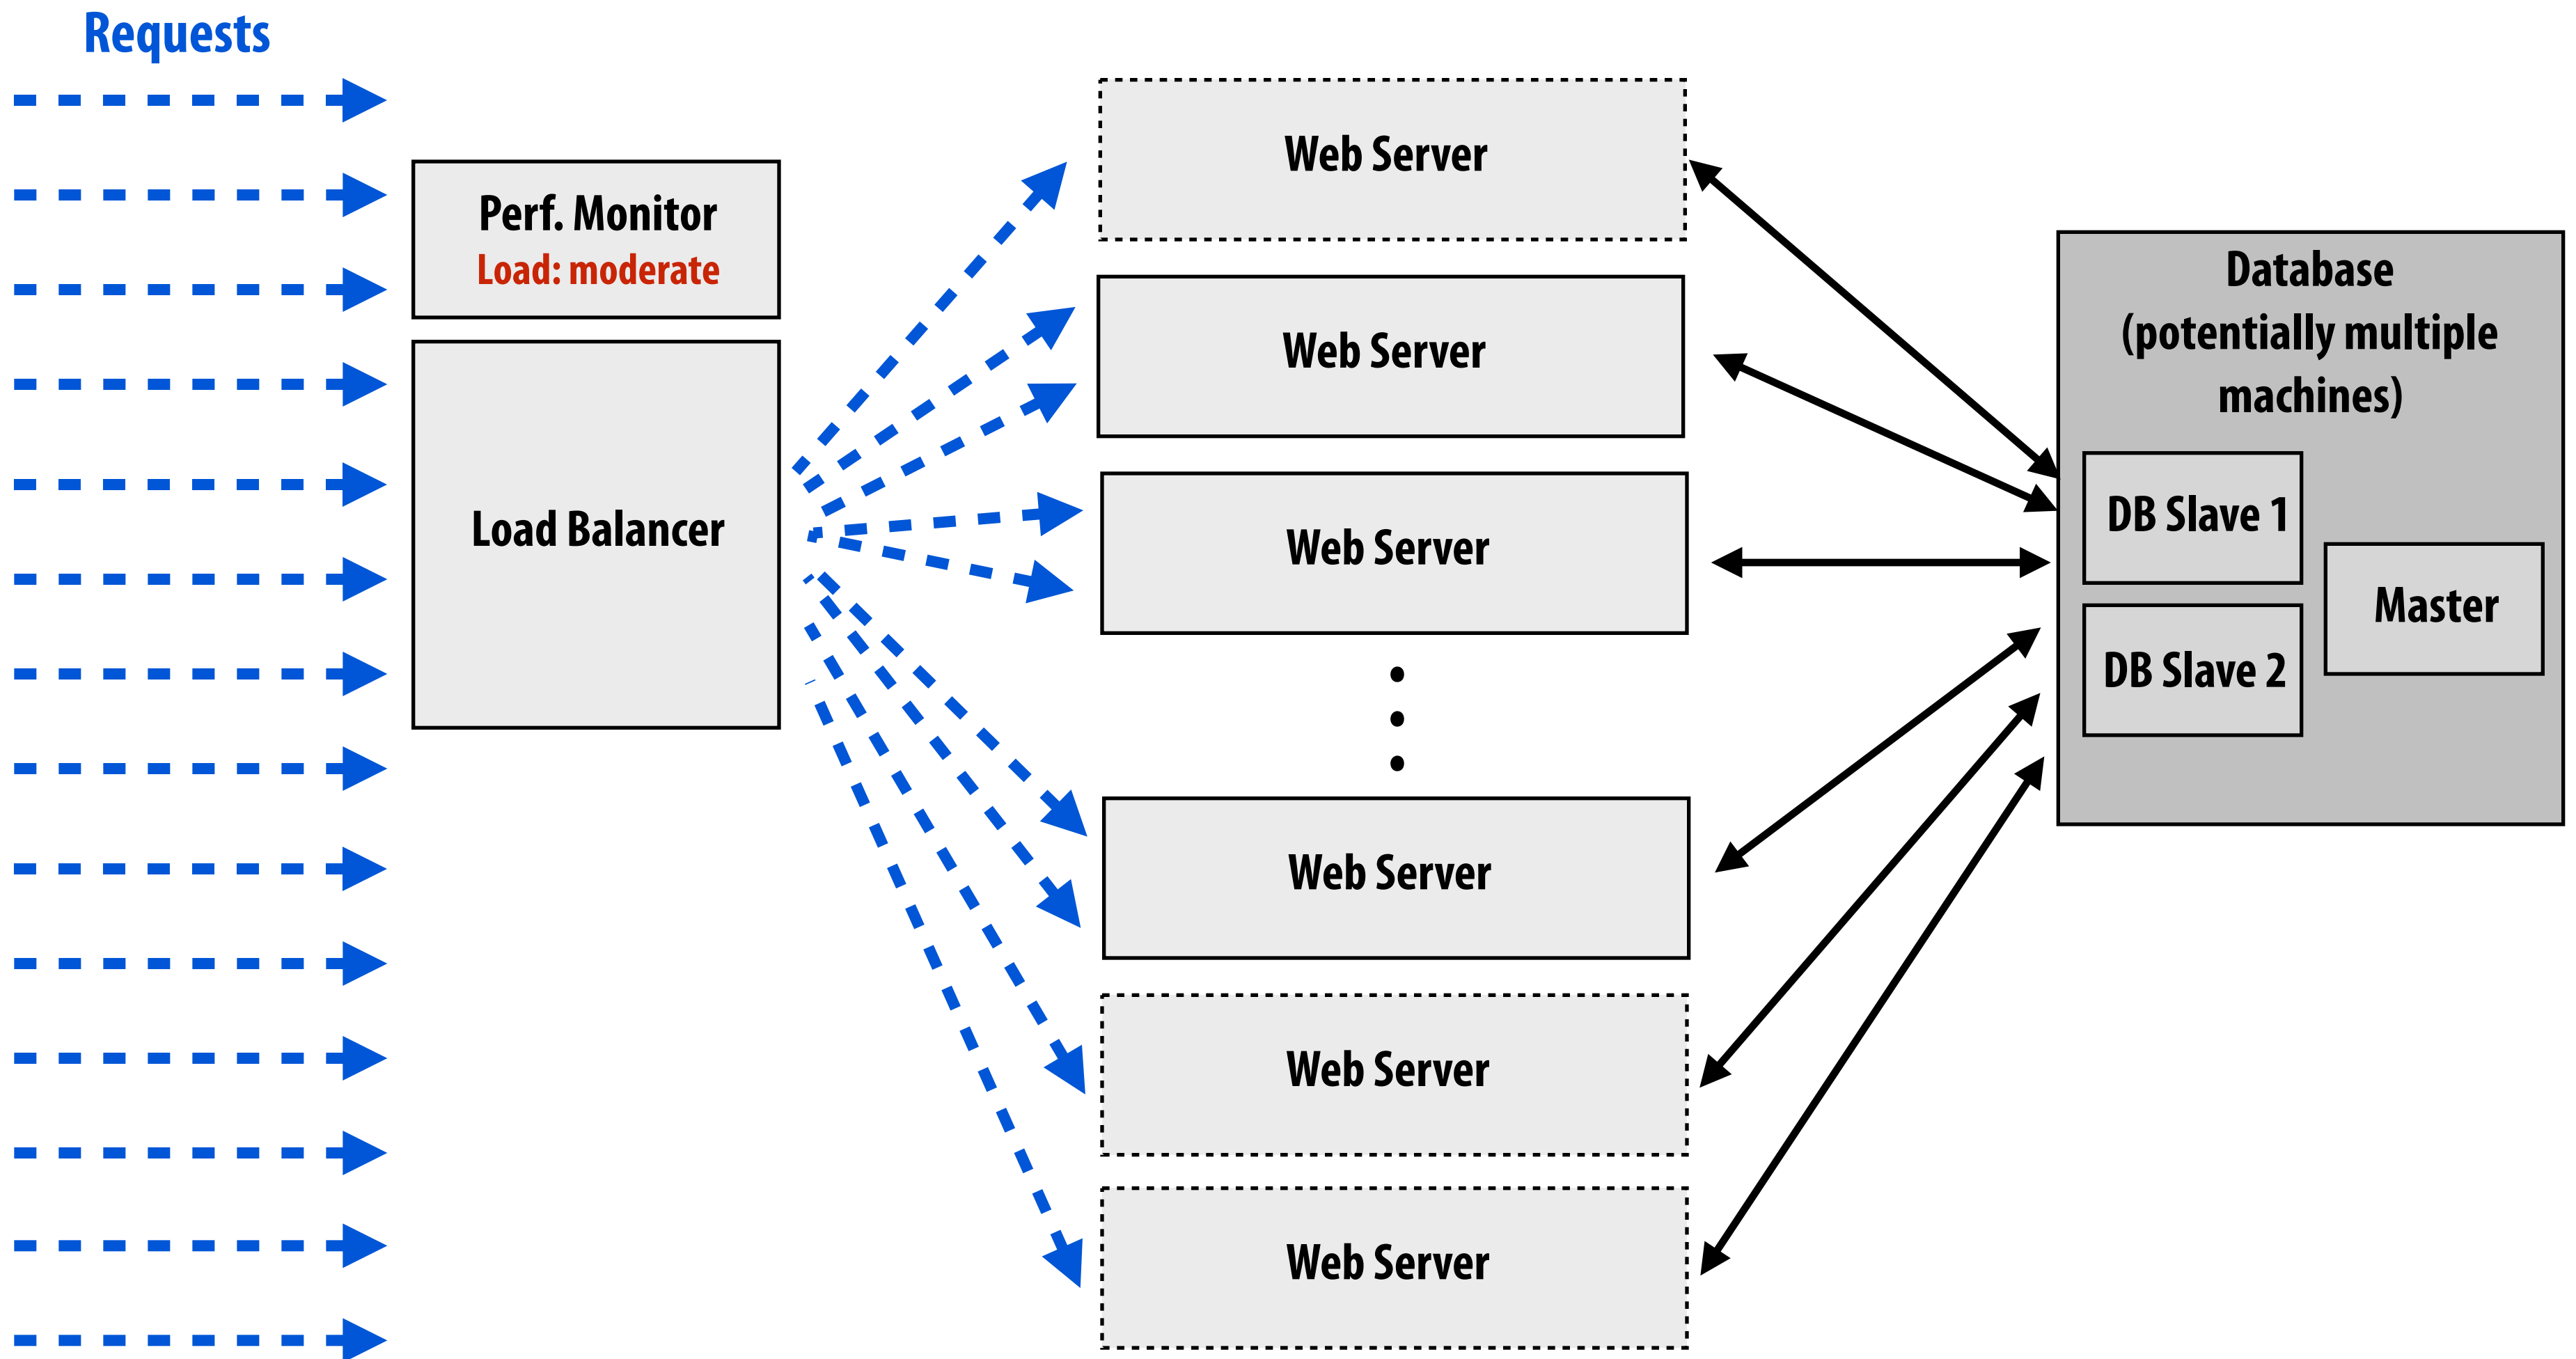 Requests
Perf. Monitor
Load: moderate
Load Balancer
Web Server
Web Server
Web Server
Web Server
Web Server
Web Server
Database
(potentially multiple
machines)
DB Slave 1
Master
DB Slave 2